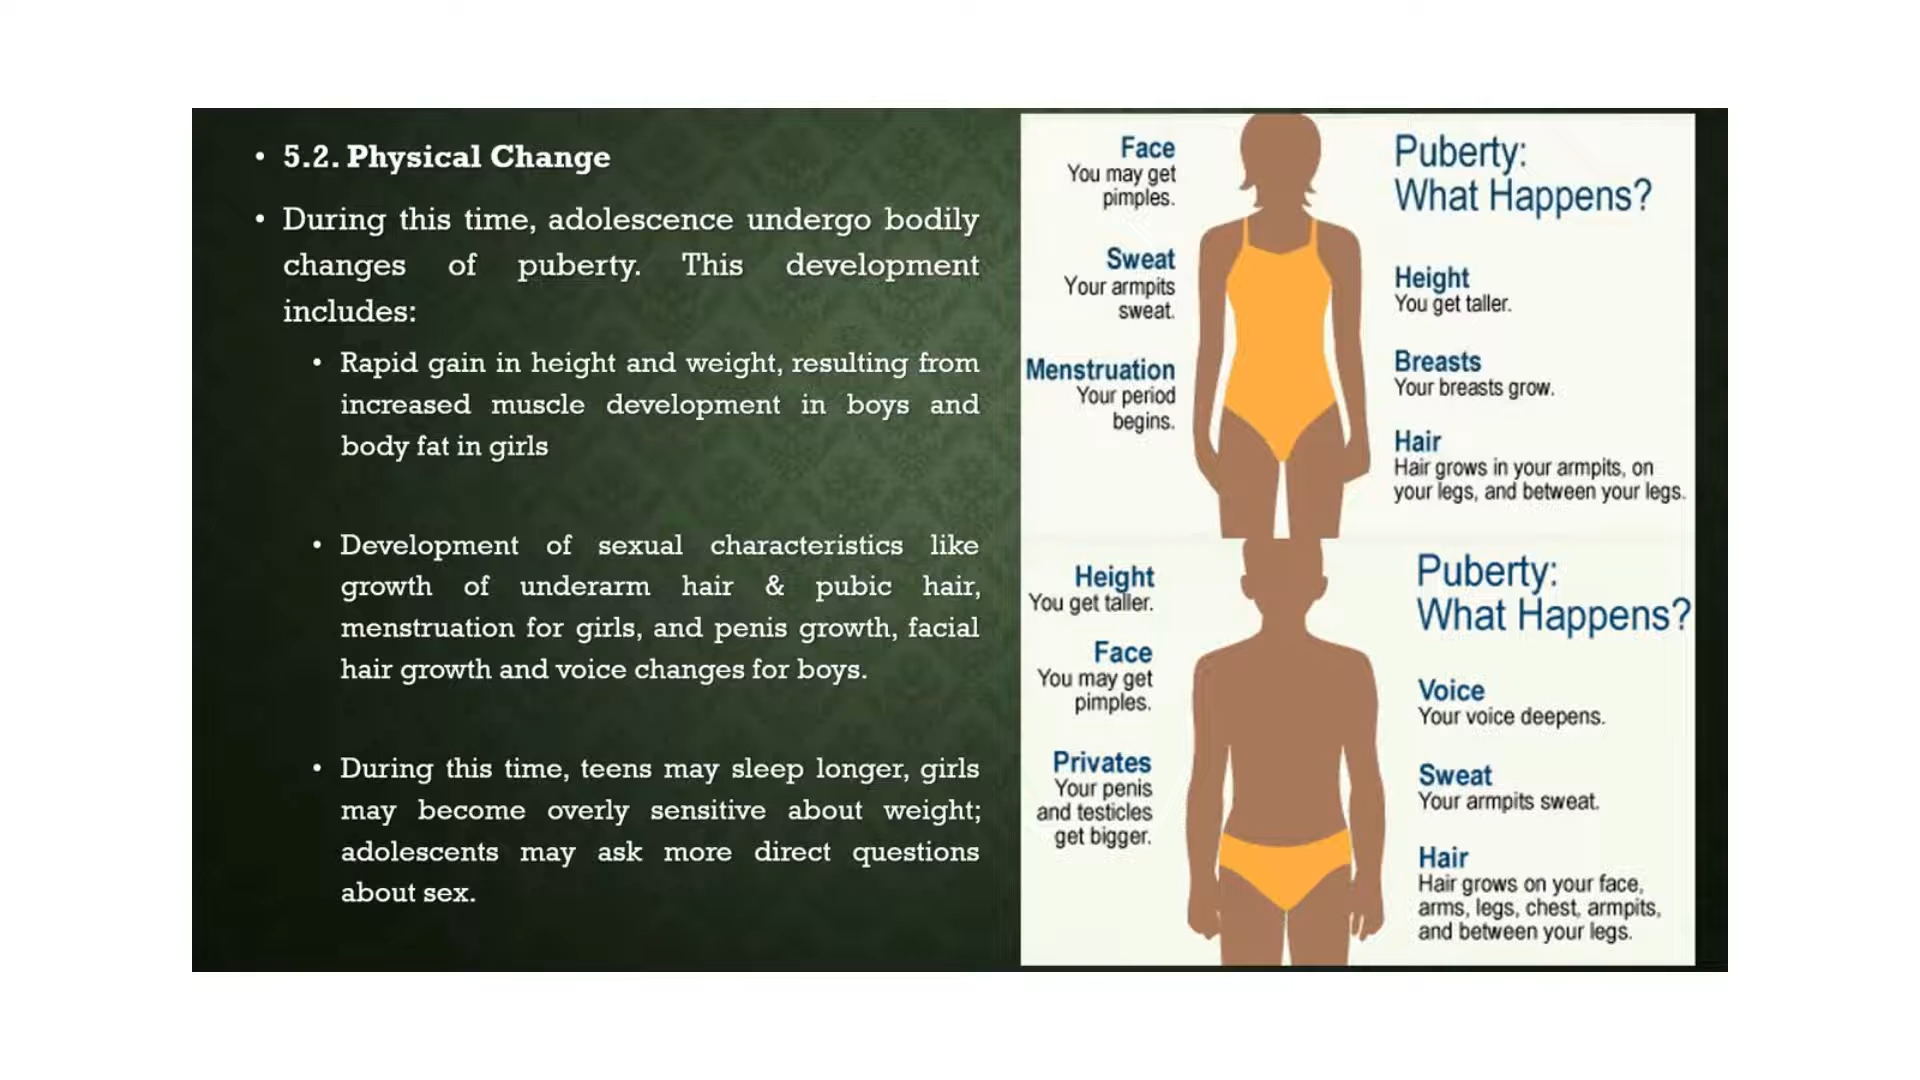 • 5.2. Physical Change
• During this time, adolescence undergo bodily
changes of puberty. This development
includes:
• Rapid gain in height and weight, resulting from
increased muscle development in boys and
body fat in girls
• Development of sexual characteristics like
growth of underarm hair & pubic hair,
menstruation for girls, and penis growth, facial
hair growth and voice changes for boys.
• During this time, teens may sleep longer, girls
may become overly sensitive about weight;
adolescents may ask more direct questions
about sex.
Face
You may get
pimples.
Sweat
Your armpits
sweat.
Menstruation
Your period
begins.
Puberty:
What Happens?
Height
You get taller.
Breasts
Your breasts grow.
Hair
Hair grows in your armpits, on
your legs, and between your legs.
Height
You get taller.
Face
You may get
pimples.
Privates
Your penis
and testicles
get bigger.
Puberty:
What Happens?
Voice
Your voice deepens.
Sweat
Your armpits sweat.
Hair
Hair grows on your face,
arms, legs, chest, armpits,
and between your legs.